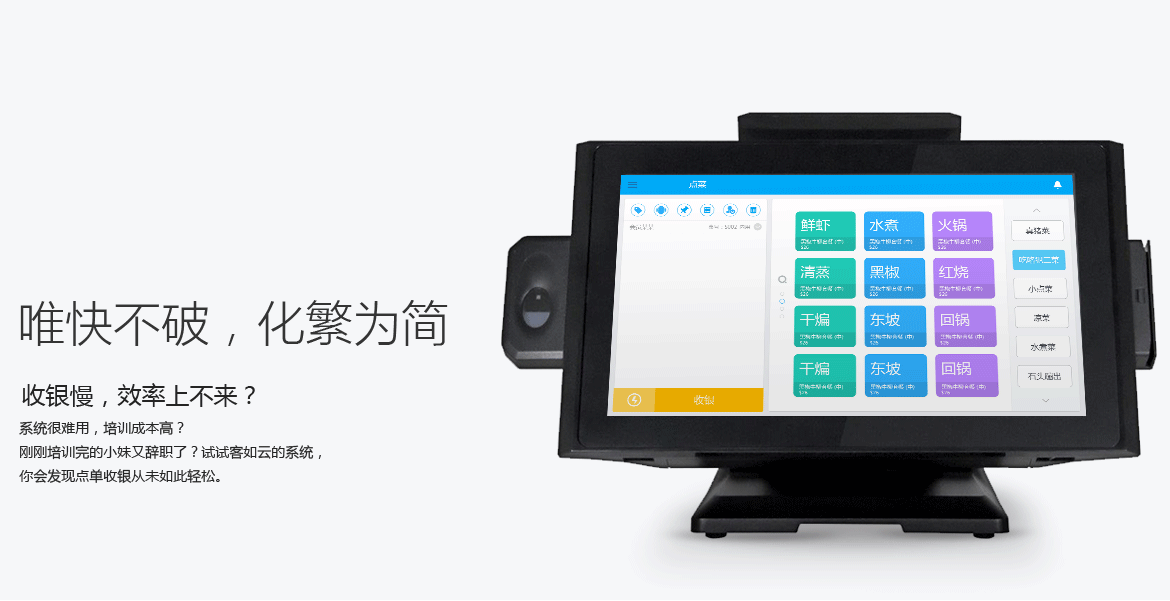 唯快不破，化繁为简
收银慢，效率上不来？
系统很难用，培训成本高？
刚刚培训完的小妹又辞职了？试试客如云的系统，
你会发现点单收银从未如此轻松。
点菜
鲜虾
水煮
火锅
清蒸
黑椒
红烧
干煸
东坡
回锅
干煸
东坡
回锅
小点菜
凉菜
水煮菜
收银